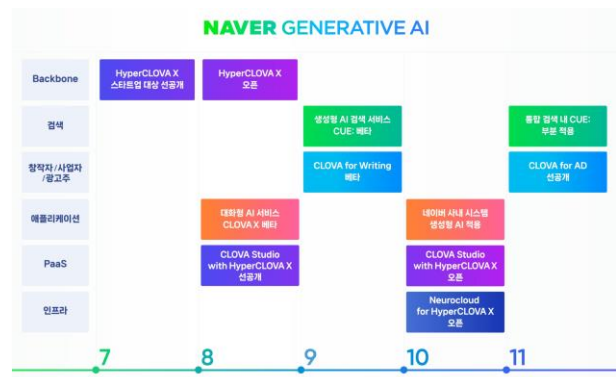 NAVER GENERATIVE AI
Backbone
HyperCLOVA X
스타트업 대상 선공개
HyperCLOVA X
오픈
검색
생성형 AI 검색 서비스
CUE: 베타
통합 검색 내 CUE:
부분 적용
창작자/사업자
/광고주
CLOVA for Writing
베타
CLOVA for AD
선공개
애플리케이션
대화형 AI 서비스
CLOVA X 베타
네이버 사내 시스템
생성형 AI 적용
PaaS
CLOVA Studio
with HyperCLOVA X
선공개
CLOVA Studio
with HyperCLOVA X
오픈
인프라
Neurocloud
for HyperCLOVA X
오픈
7
8
9
10
11